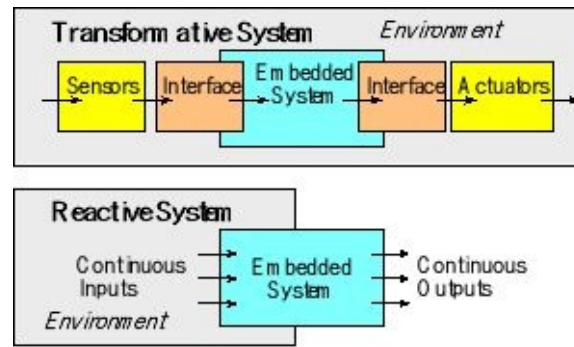 Transformative System
Environment
Sensors
Interface
Embedded
System
Interface
Actuators
Reactive System
Continuous
Inputs
Environment
Embedded
System
Continuous
Outputs